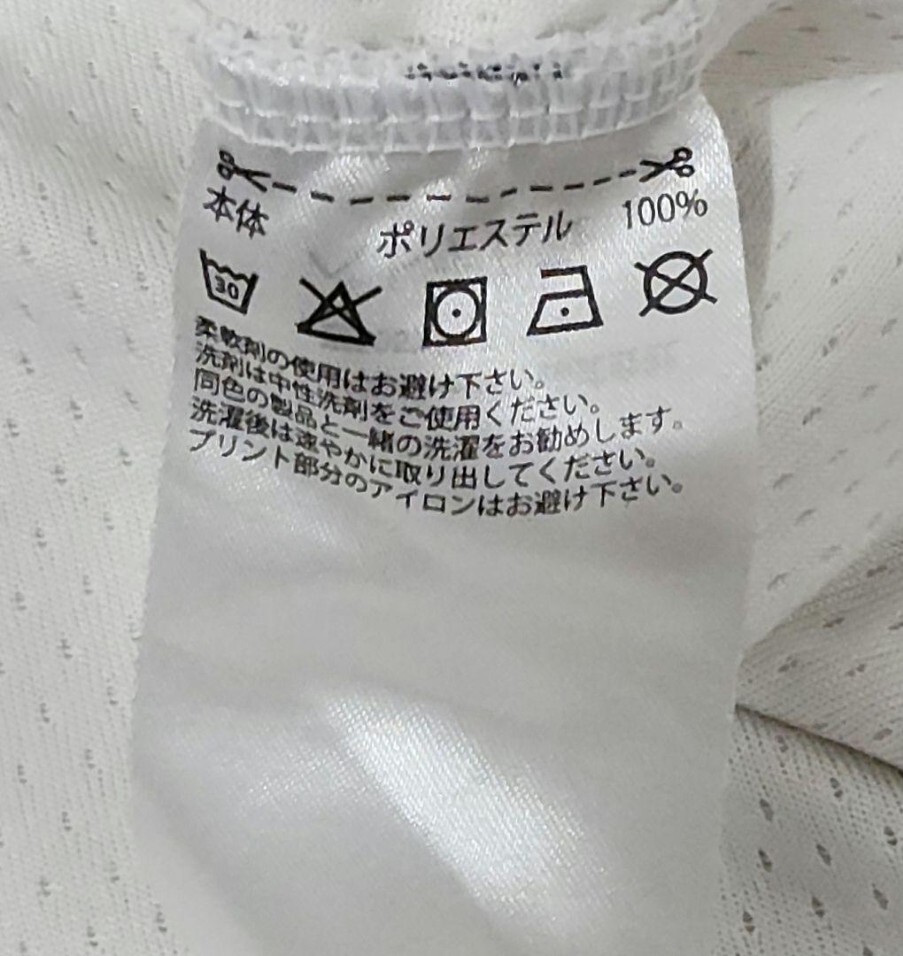 本体 ポリエステル 100%
30
柔軟剤の使用はお避け下さい。
洗剤は中性洗剤をご使用ください。
同色の製品と一緒の洗濯をお勧めします。
洗濯後は速やかに取り出してください。
プリント部分のアイロンはお避け下さい。